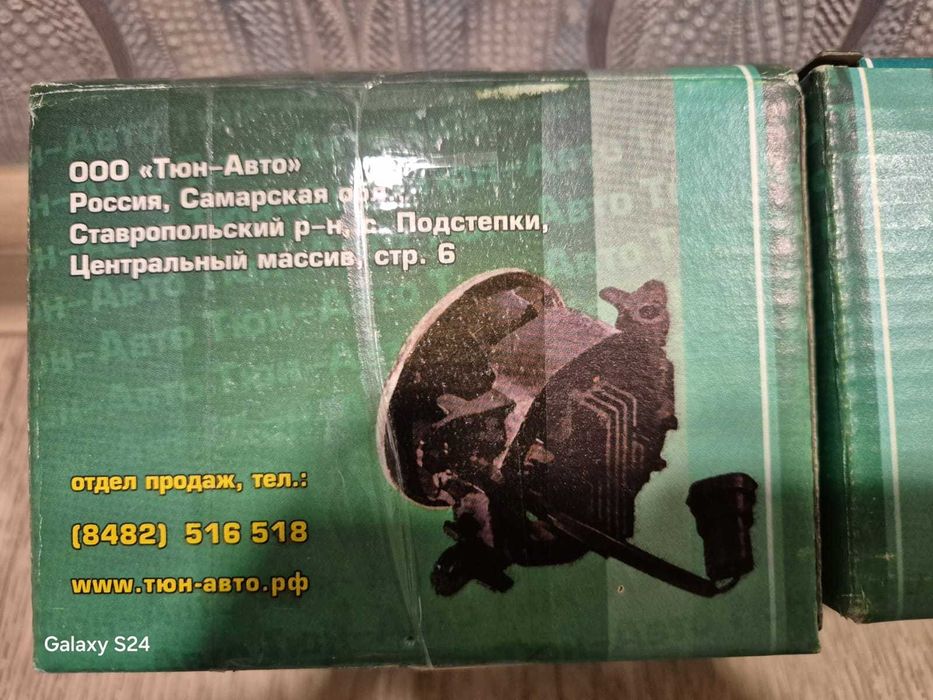 ООО «Тюн-Авто»
Россия, Самарская обл.,
Ставропольский р-н, с. Подстепки,
Центральный массив, стр. 6
отдел продаж, тел.:
(8482) 516 518
www.тюн-авто.рф
Galaxy S24